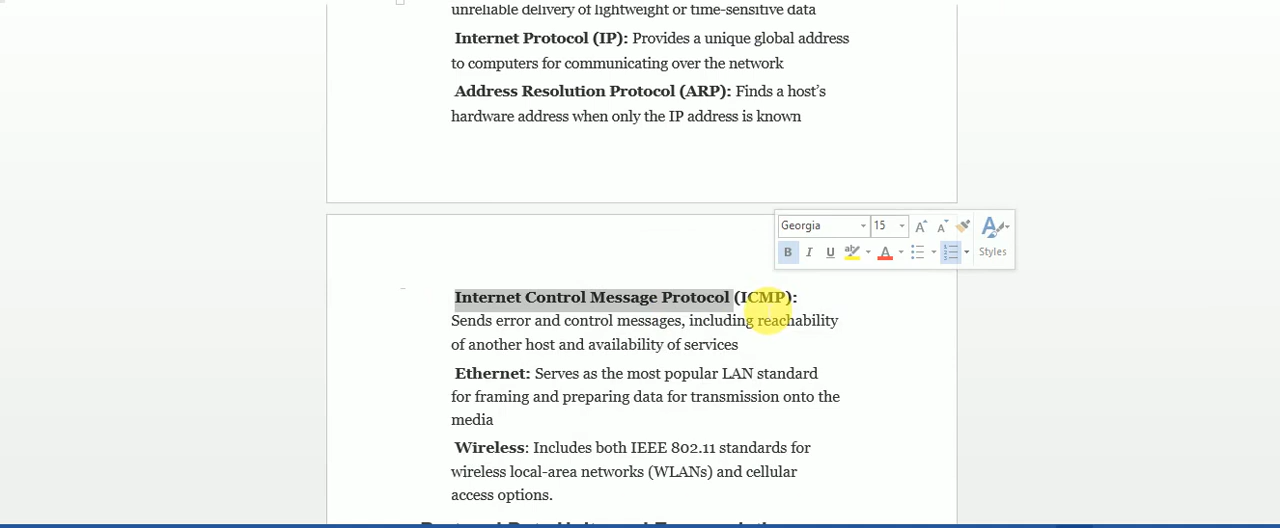 unreliable delivery of lightweight or time-sensitive data
Internet Protocol (IP): Provides a unique global address
to computers for communicating over the network
Address Resolution Protocol (ARP): Finds a host's
hardware address when only the IP address is known
Georgia
15
A A
Styles
B I U aby A
Internet Control Message Protocol (ICMP):
Sends error and control messages, including reachability
of another host and availability of services
Ethernet: Serves as the most popular LAN standard
for framing and preparing data for transmission onto the
media
Wireless: Includes both IEEE 802.11 standards for
wireless local-area networks (WLANs) and cellular
access options.